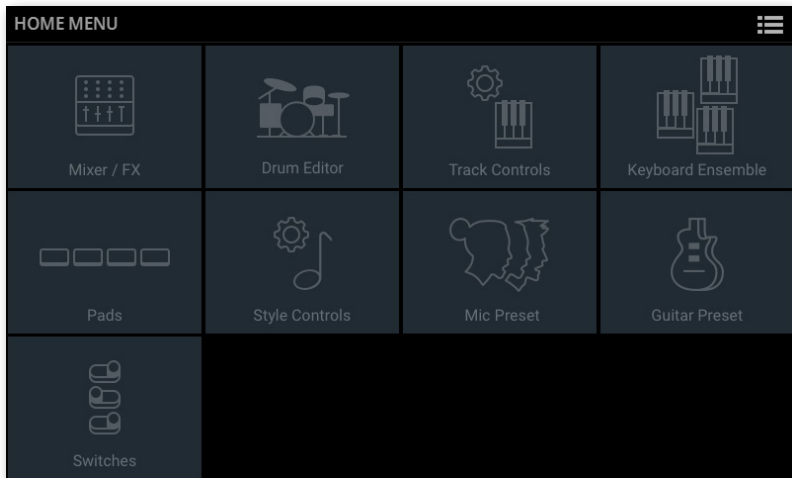 HOME MENU
Mixer / FX
Drum Editor
Track Controls
Keyboard Ensemble
Pads
Style Controls
Mic Preset
Guitar Preset
Switches